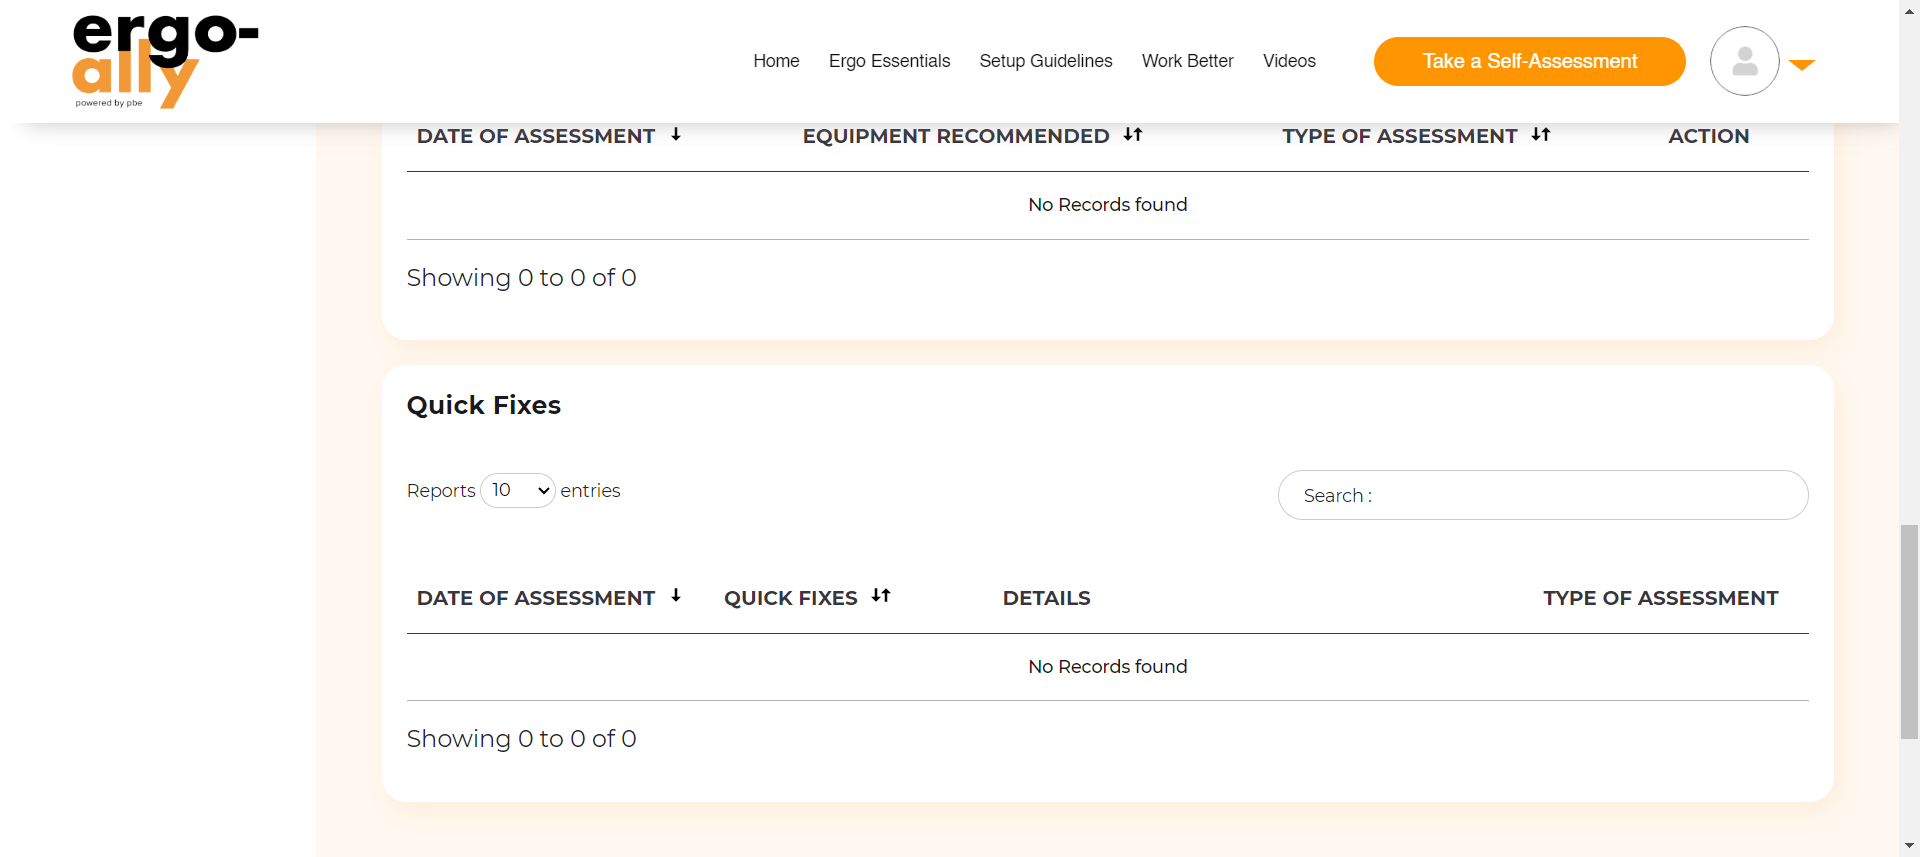 ergo-
ally
powered by pbe
Home Ergo Essentials Setup Guidelines Work Better Videos Take a Self-Assessment
DATE OF ASSESSMENT EQUIPMENT RECOMMENDED TYPE OF ASSESSMENT ACTION
No Records found
Showing 0 to 0 of 0
Quick Fixes
Reports 10 entries Search :
DATE OF ASSESSMENT QUICK FIXES DETAILS TYPE OF ASSESSMENT
No Records found
Showing 0 to 0 of 0